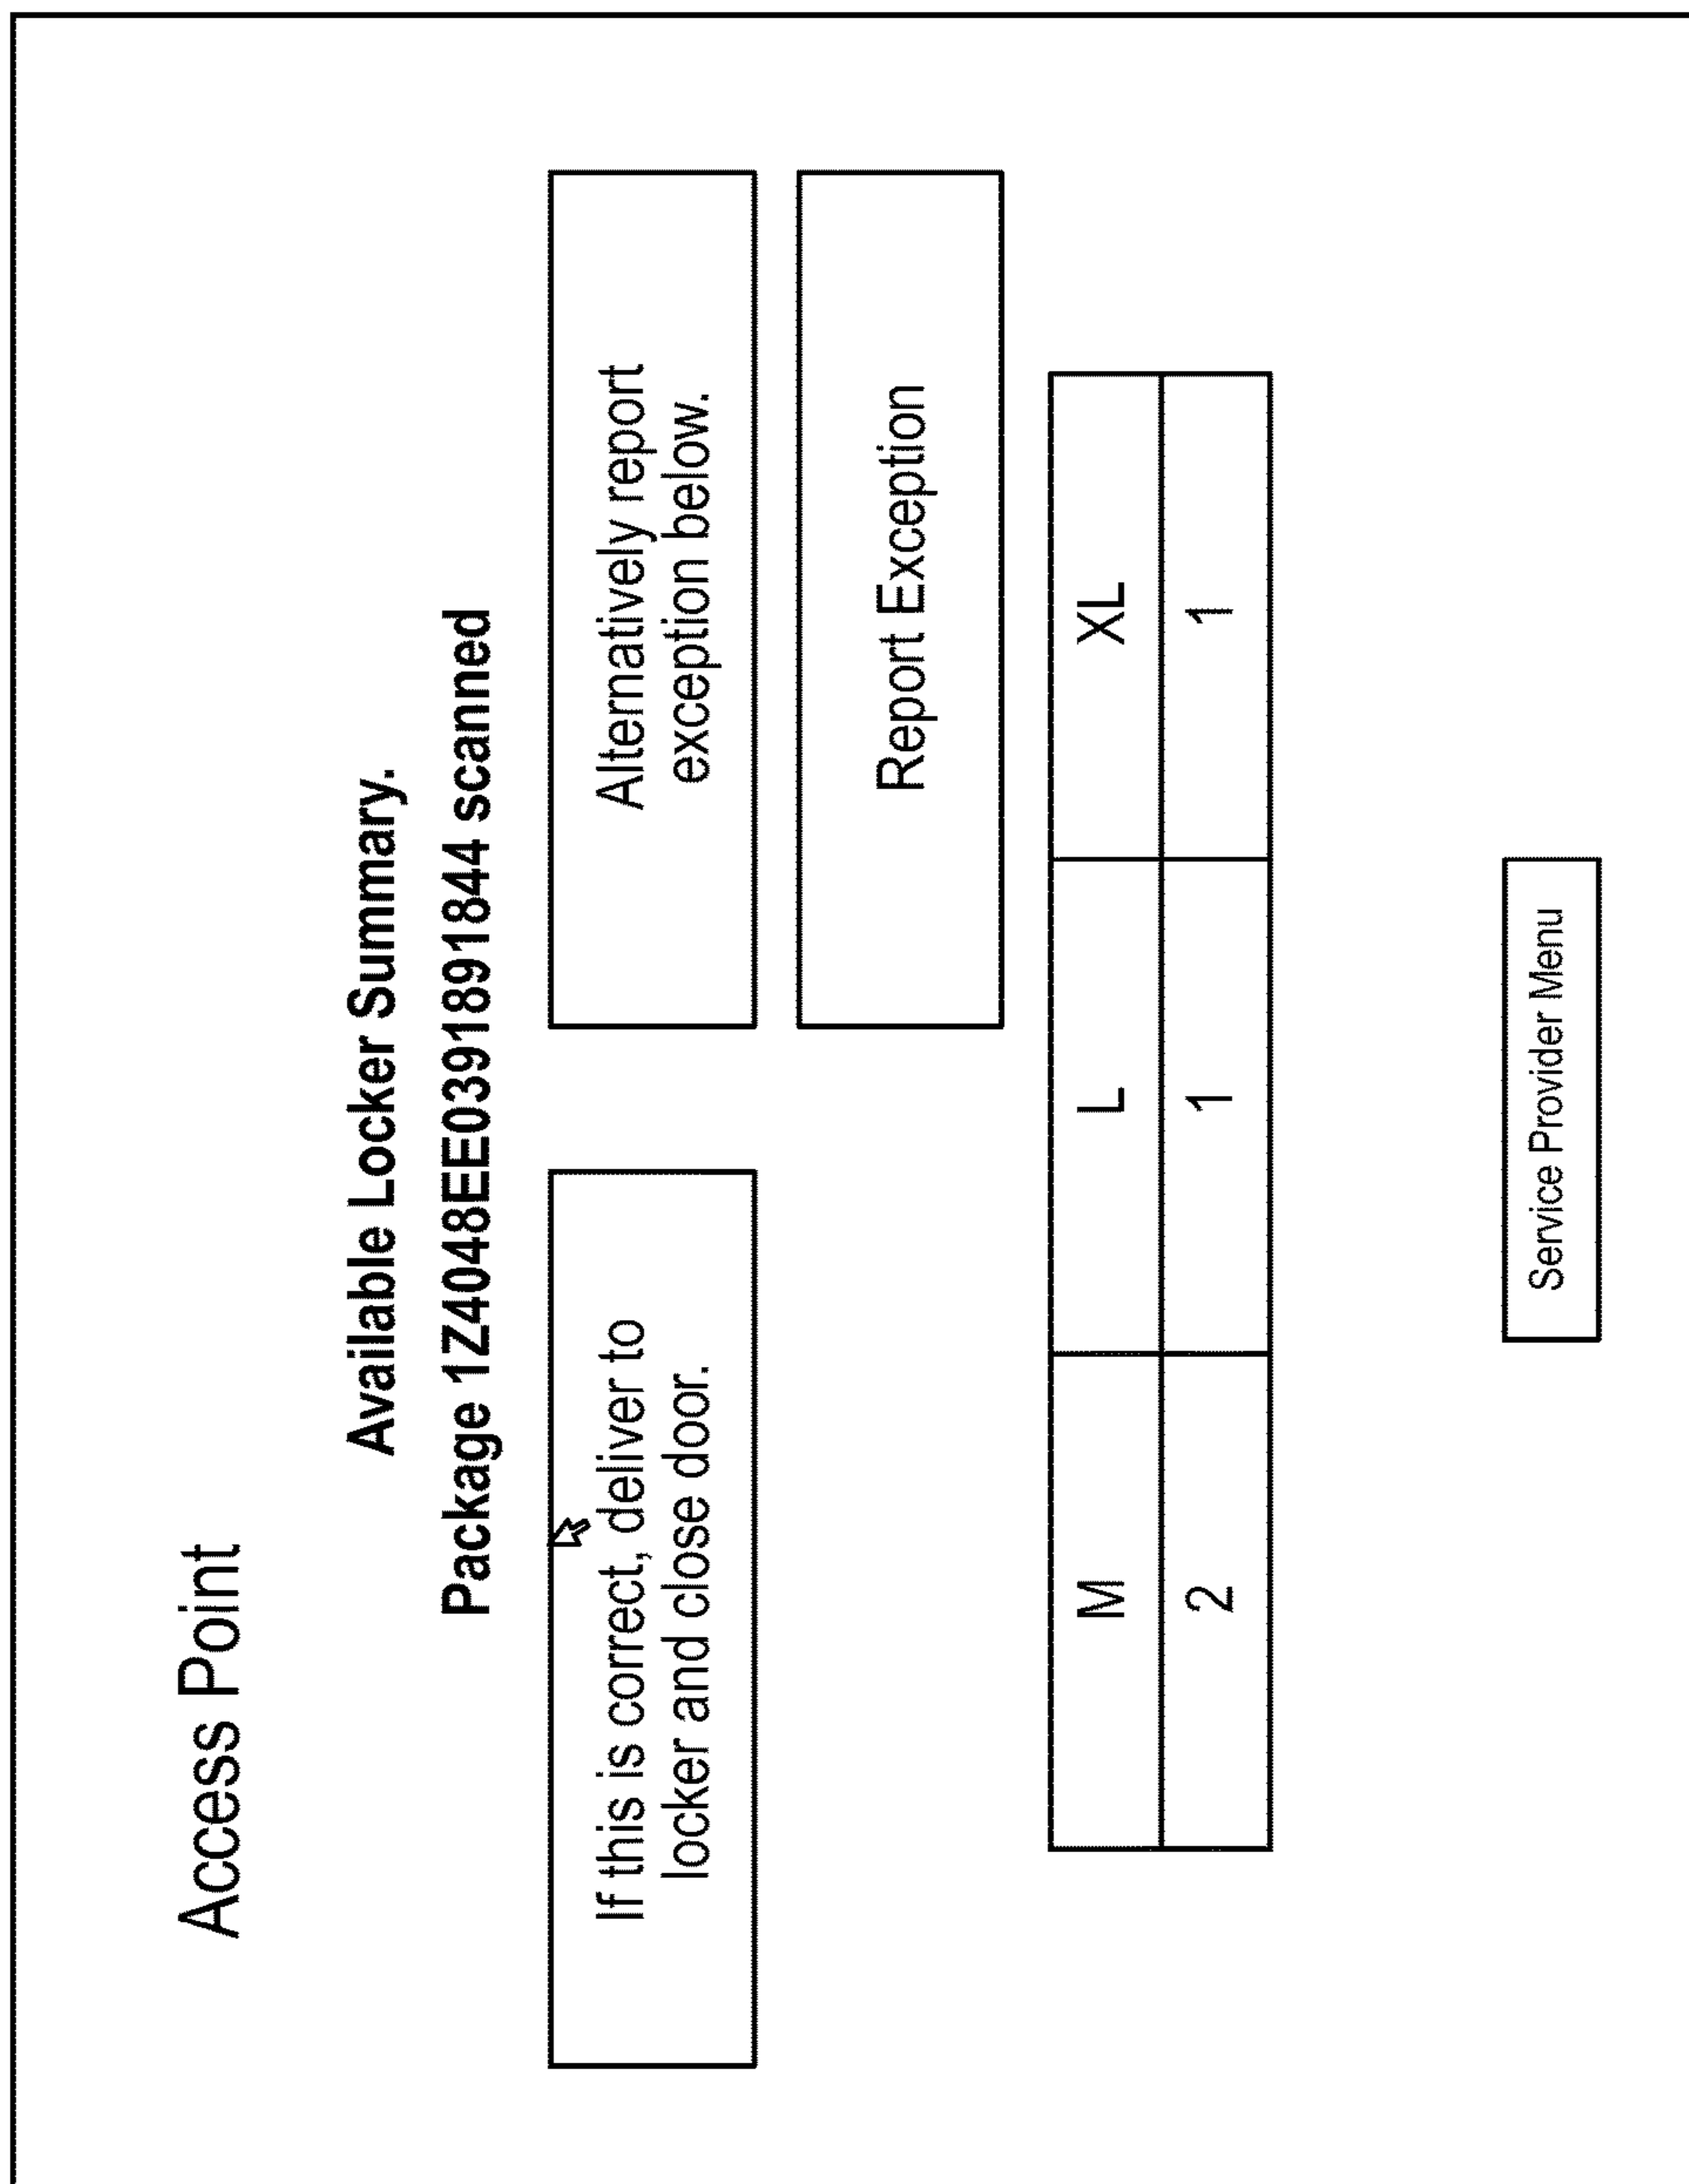 Access Point
Available Locker Summary.
Package 1Z4048EE0391891844 scanned
If this is correct, deliver to
locker and close door.
Alternatively report
exception below.
Report Exception
M L XL
2 1 1
Service Provider Menu